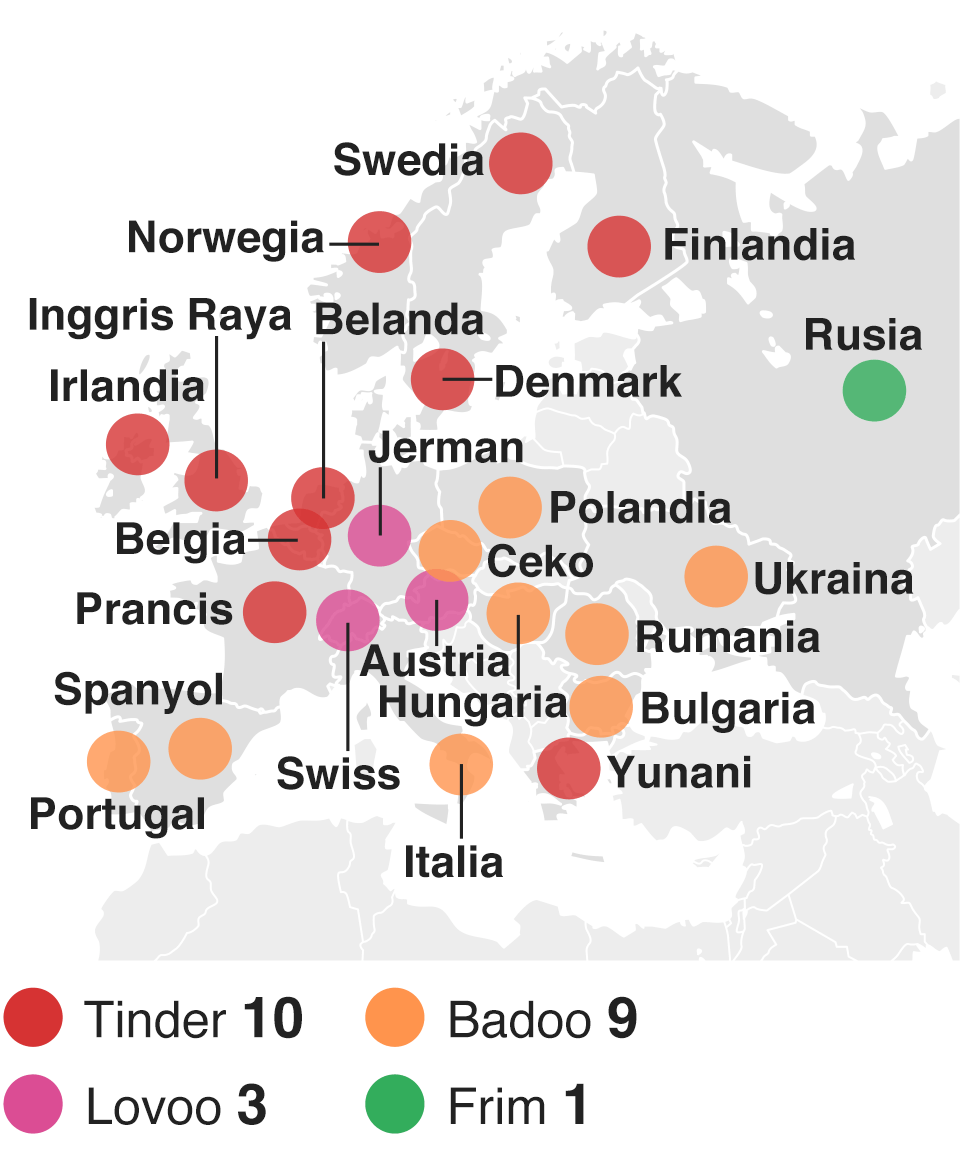 Swedia
Norwegia
Finlandia
Inggris Raya
Belanda
Rusia
Irlandia
Denmark
Jerman
Polandia
Belgia
Ceko
Ukraina
Prancis
Rumania
Austria
Spanyol
Hungaria
Bulgaria
Swiss
Yunani
Portugal
Italia
Tinder 10
Badoo 9
Lovoo 3
Frim 1